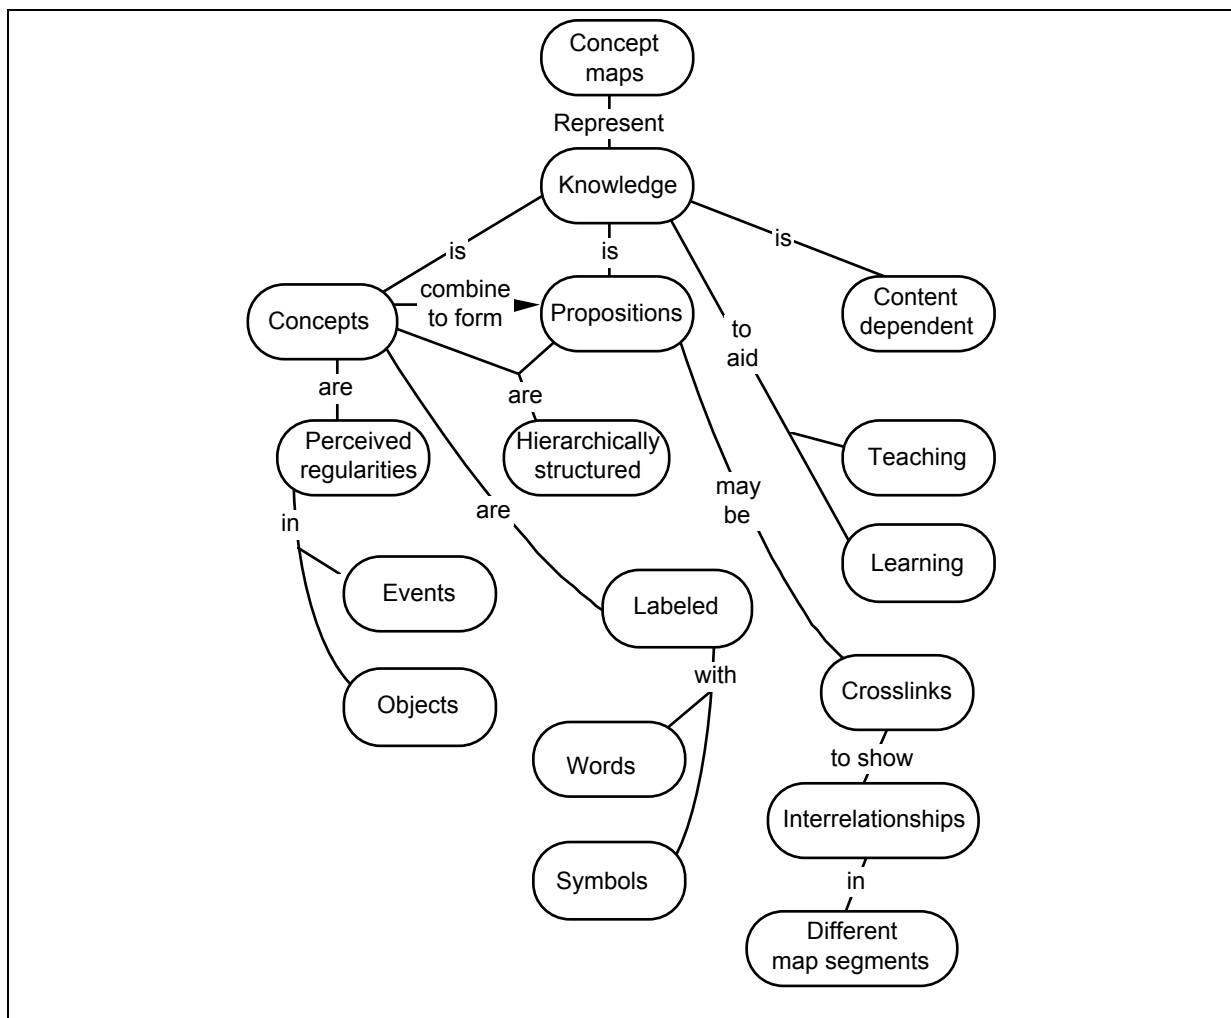 Concept
maps
Represent
Knowledge
is
is
is
Concepts
combine
to form
Propositions
Content
dependent
to
aid
are
are
Perceived
regularities
Hierarchically
structured
Teaching
may
be
in
are
Learning
Events
Labeled
with
Crosslinks
Objects
to show
Words
Interrelationships
Symbols
in
Different
map segments